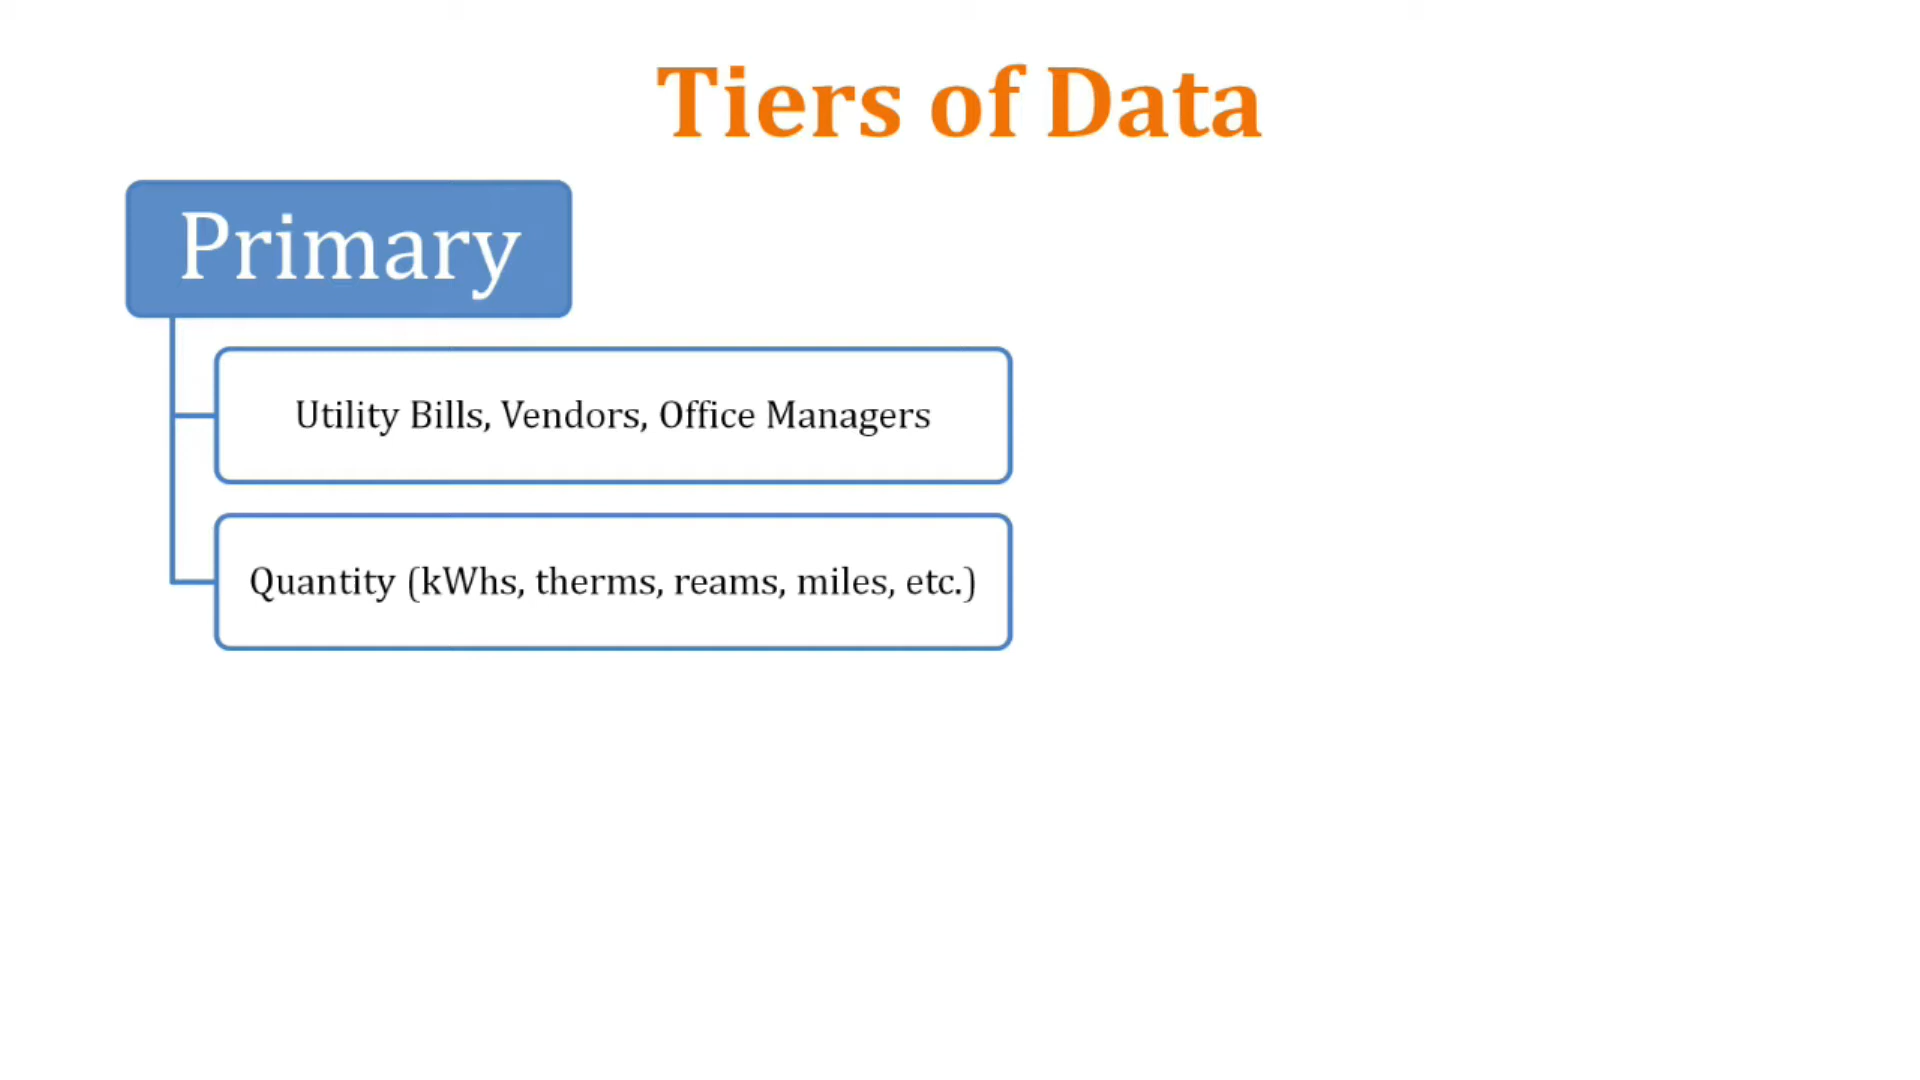 Tiers of Data
Primary
Utility Bills, Vendors, Office Managers
Quantity (kWhs, therms, reams, miles, etc.)